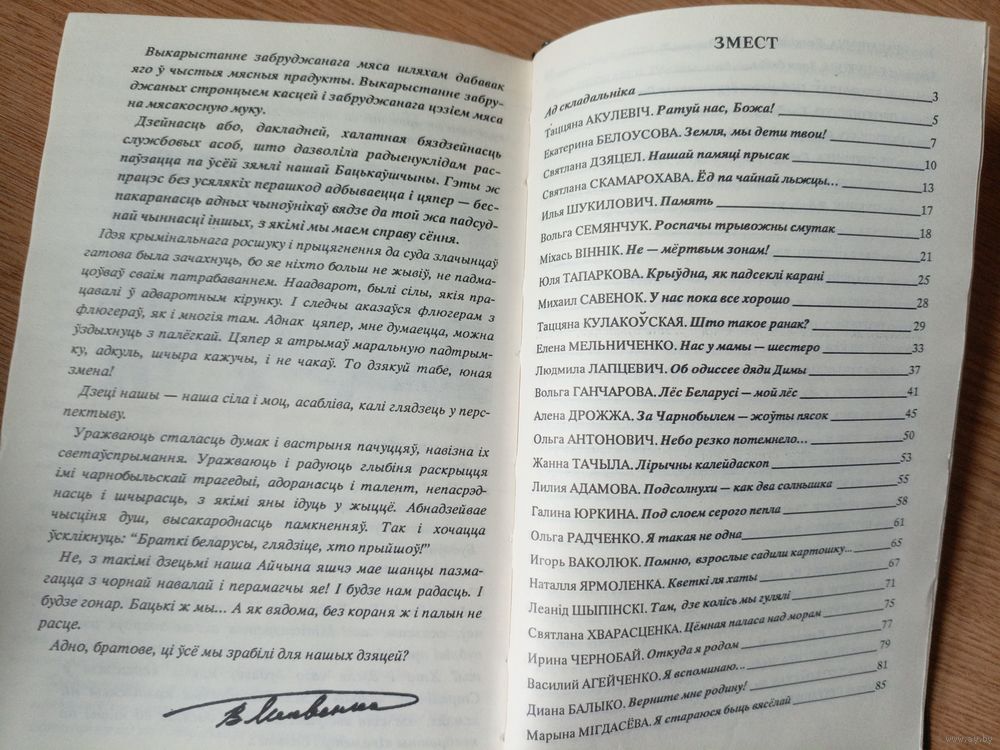 Выкарыстанне забруджанага мяса шляхам дабавак
яго ў чыстыя мясныя прадукты. Выкарыстанне забру-
джаных стронцыем касцей і забруджанага цэзіем мяса
на мясакосную муку.
Дзейнасць або, дакладней, халатная бяздзейнасць
службовых асоб, што дазволіла радыенуклідам рас-
паўзацца па ўсёй зямлі нашай Бацькаўшчыны. Гэты ж
працэс без усялякіх перашкод адбываецца і цяпер — бес-
пакаранасць адных чыноўнікаў вядзе да той жа падсуд-
най чыннасці іншых, з якімі мы маем справу сёння.
Ідэя крымінальнага росшуку і прыцягнення да суда злачынцаў
гатова была зачахнуць, бо яе ніхто больш не жывіў, не падма-
цоўваў сваім патрабаваннем. Наадварот, былі сілы, якія пра-
цавалі ў адваротным кірунку. І следчы аказаўся флюгерам з
флюгераў, як і многія там. Аднак цяпер, мне думаецца, можна
ўздыхнуць з палёгкай. Цяпер я атрымаў маральную падтрым-
ку, адкуль, шчыра кажучы, і не чакаў. То дзякуй табе, юная
змена!
Дзеці нашы — наша сіла і моц, асабліва, калі глядзець у перс-
пектыву.
Уражваюць сталасць думак і вастрыня пачуццяў, навізна іх
светаўспрымання. Уражваюць і радуюць глыбіня раскрыцця
імі чарнобыльскай трагедыі, адоранасць і талент, непасрэд-
насць і шчырасць, з якімі яны ідуць у жыццё. Абнадзейвае
чысціня душ, высакароднасць памкненняў. Так і хочацца
ўсклікнуць: “Браткі беларусы, глядзіце, хто прыйшоў!”
Не, з такімі дзецьмі наша Айчына яшчэ мае шанцы пазма-
гацца з чорнай навалай і перамагчы яе! І будзе нам радасць. І
будзе гонар. Бацькі ж мы... А як вядома, без кораня ж і палын не
расце.
Адно, братове, ці ўсё мы зрабілі для нашых дзяцей?
ЗМЕСТ
Ад складальніка 3
Таццяна АКУЛЕВІЧ. Ратуй нас, Божа! 5
Екатерина БЕЛОУСОВА. Земля, мы дети твои! 7
Святлана ДЗЯЦЕЛ. Нашай памяці прысак 10
Святлана СКАМАРОХАВА. Ёд па чайнай лыжцы... 13
Илья ШУКИЛОВИЧ. Память 17
Вольга СЕМЯНЧУК. Роспачы трывожны смутак 18
Міхась ВІННІК. Не — мёртвым зонам! 21
Юля ТАПАРКОВА. Крыўдна, як падсеклі карані 25
Михаил САВЕНОК. У нас пока все хорошо 28
Таццяна КУЛАКОЎСКАЯ. Што такое ранак? 29
Елена МЕЛЬНИЧЕНКО. Нас у мамы — шестеро 33
Людмила ЛАПЦЕВИЧ. Об одиссее дяди Димы 37
Вольга ГАНЧАРОВА. Лёс Беларусі — мой лёс 41
Алена ДРОЖЖА. За Чарнобылем — жоўты пясок 45
Ольга АНТОНОВИЧ. Небо резко потемнело... 50
Жанна ТАЧЫЛА. Лірычны калейдаскоп 53
Лилия АДАМОВА. Подсолнухи — как два солнышка 55
Галина ЮРКИНА. Под слоем серого пепла 58
Ольга РАДЧЕНКО. Я такая не одна 61
Игорь ВАКОЛЮК. Помню, взрослые садили картошку... 65
Наталля ЯРМОЛЕНКА. Кветкі ля хаты 67
Леанід ШЫПІНСКІ. Там, дзе колісь мы гулялі 71
Святлана ХВАРАСЦЕНКА. Цёмная паласа над морам 75
Ирина ЧЕРНОБАЙ. Откуда я родом 77
Василий АГЕЙЧЕНКО. Я вспоминаю... 79
Диана БАЛЫКО. Верните мне родину! 81
Марына МІГДАСЁВА. Я стараюся быць вясёлай 85